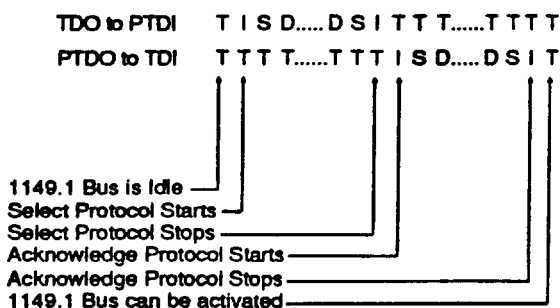 TDO to PTDI T I S D.....D S I T T T......T T T T
PTDO to TDI T T T T......T T T I S D.....D S I T
1149.1 Bus is Idle
Select Protocol Starts
Select Protocol Stops
Acknowledge Protocol Starts
Acknowledge Protocol Stops
1149.1 Bus can be activated